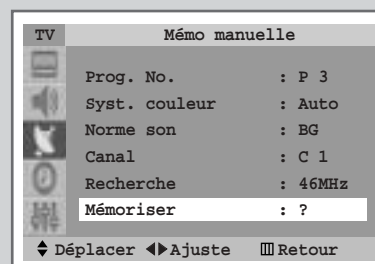 TV Mémo manuelle
Prog. No. : P 3
Syst. couleur : Auto
Norme son : BG
Canal : C 1
Recherche : 46MHz
Mémoriser : ?
Déplacer Ajuste Retour